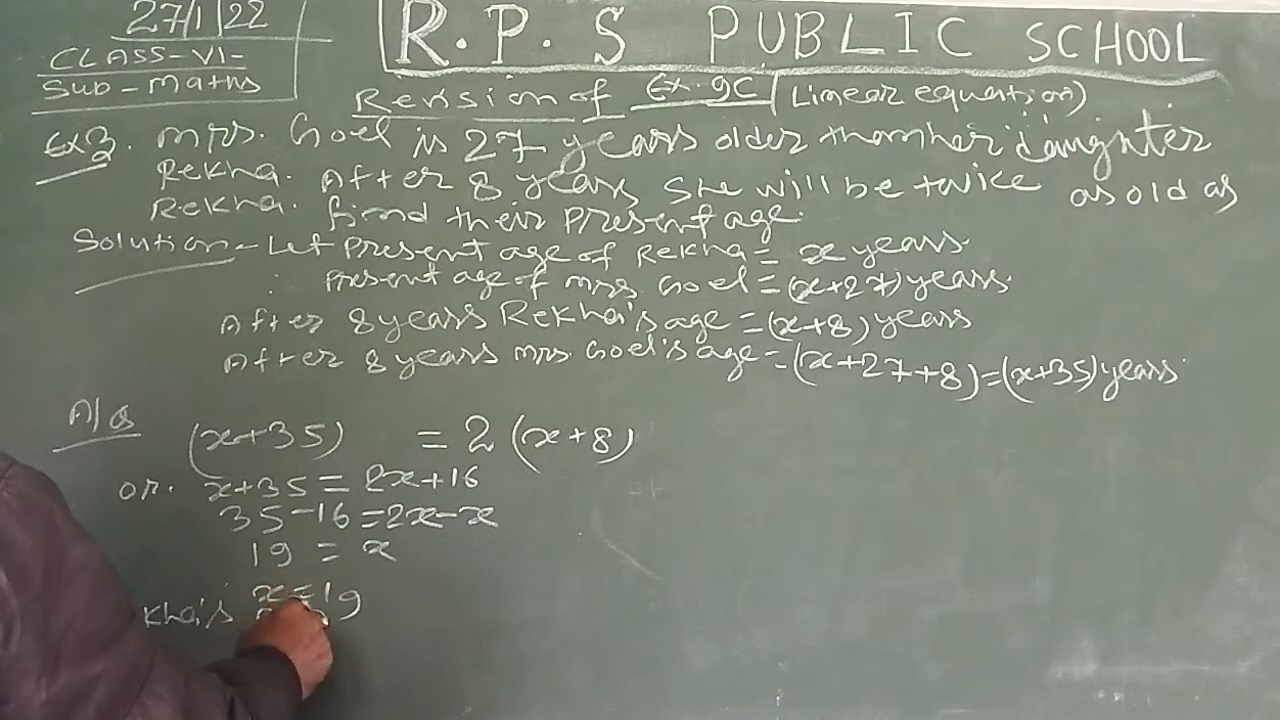 27/1/22
CLASS-VI-
Sub-Maths
R.P.S PUBLIC SCHOOL
Revision of Ex.9C (Linear equation)
Ex3. Mrs. Goel is 27 years older than her daughter
Rekha. After 8 years she will be twice as old as
Rekha. find their present age.
Solution - Let present age of Rekha = x years
∴ present age of mrs Goel = (x+27) years.
After 8 years Rekha's age = (x+8) years
After 8 years mrs. Goel's age = (x+27+8) = (x+35) years.
A/Q (x+35) = 2 (x+8)
or. x+35 = 2x+16
35-16 = 2x-x
19 = x
x = 19
kha's